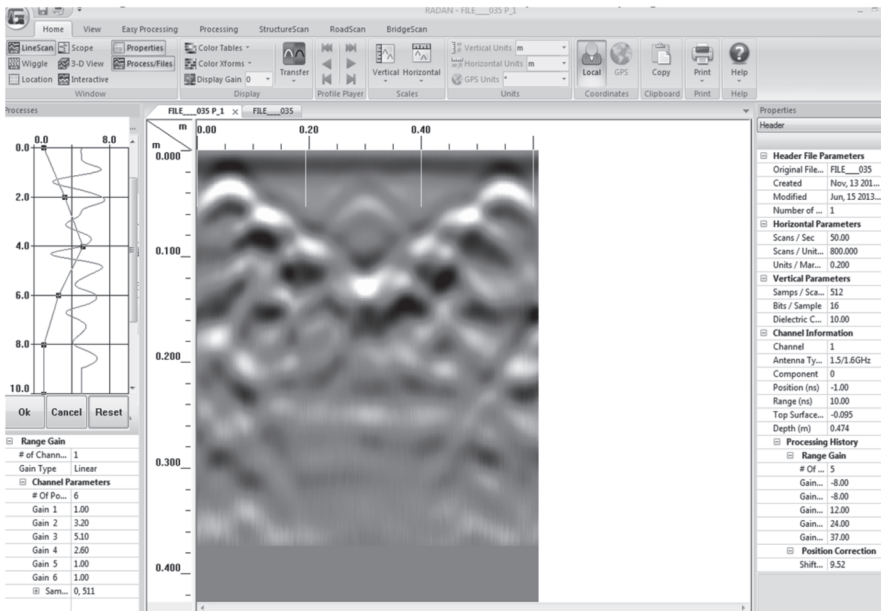 RADAN - FILE___035 P_1
Home View Easy Processing Processing StructureScan RoadScan BridgeScan
LineScan Scope Properties Color Tables Vertical Units m
Wiggle 3-D View Process/Files Color Xforms Transfer Vertical Horizontal Horizontal Units m Local GPS Copy Print Help
Location Interactive Display Gain 0 GPS Units °
Window Display Profile Player Scales Units Coordinates Clipboard Print Help
Processes
0.0 8.0
0.0
2.0
4.0
6.0
8.0
10.0
Ok Cancel Reset
Range Gain
# of Chann... 1
Gain Type Linear
Channel Parameters
# Of Po... 6
Gain 1 1.00
Gain 2 3.20
Gain 3 5.10
Gain 4 2.60
Gain 5 1.00
Gain 6 1.00
Sam... 0, 511
FILE___035 P_1 x FILE___035
m 0.00 0.20 0.40
m
0.000
0.100
0.200
0.300
0.400
Properties
Header
Header File Parameters
Original File... FILE___035
Created Nov, 13 201...
Modified Jun, 15 2013...
Number of ... 1
Horizontal Parameters
Scans / Sec 50.00
Scans / Unit... 800.000
Units / Mar... 0.200
Vertical Parameters
Samps / Sca... 512
Bits / Sample 16
Dielectric C... 10.00
Channel Information
Channel 1
Antenna Ty... 1.5/1.6GHz
Component 0
Position (ns) -1.00
Range (ns) 10.00
Top Surface... -0.095
Depth (m) 0.474
Processing History
Range Gain
# Of ... 5
Gain... -8.00
Gain... -8.00
Gain... 12.00
Gain... 24.00
Gain... 37.00
Position Correction
Shift... 9.52